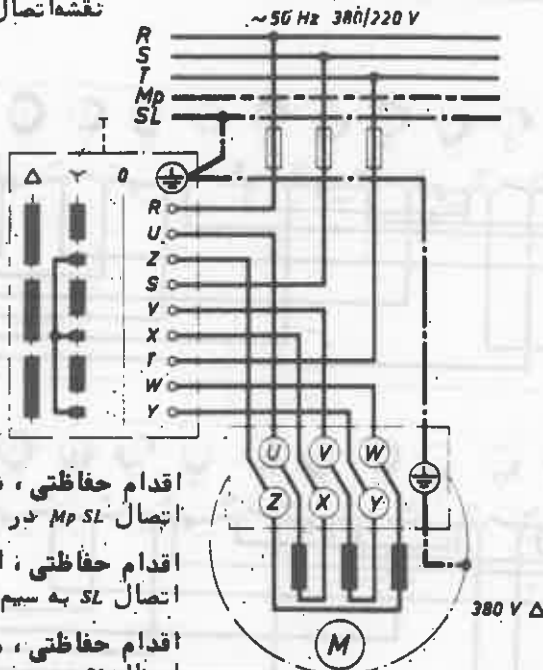 نقشه اتصال
~ 50 Hz 380/220 V
R
S
T
Mp
SL
Δ Y 0
R
U
Z
S
V
X
T
W
Y
U V W
Z X Y
اقدام حفاظتی ،
اتصال Mp SL در
اقدام حفاظتی ،
اتصال SL به سیم
380 V Δ
اقدام حفاظتی ،
M